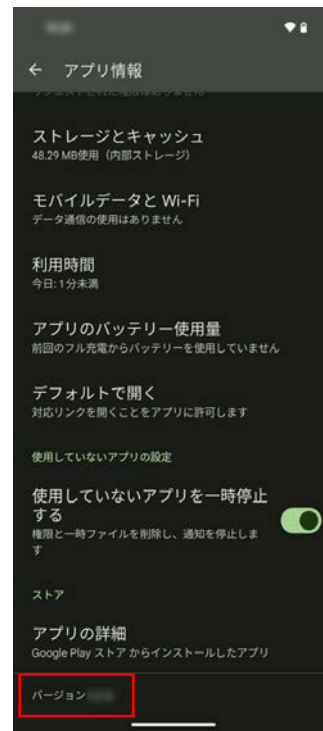 アプリ情報
ストレージとキャッシュ
48.29 MB使用（内部ストレージ）
モバイルデータと Wi-Fi
データ通信の使用はありません
利用時間
今日: 1 分未満
アプリのバッテリー使用量
前回のフル充電からバッテリーを使用していません
デフォルトで開く
対応リンクを開くことをアプリに許可します
使用していないアプリの設定
使用していないアプリを一時停止
する
権限と一時ファイルを削除し、通知を停止しま
す
ストア
アプリの詳細
Google Play ストア からインストールしたアプリ
バージョン